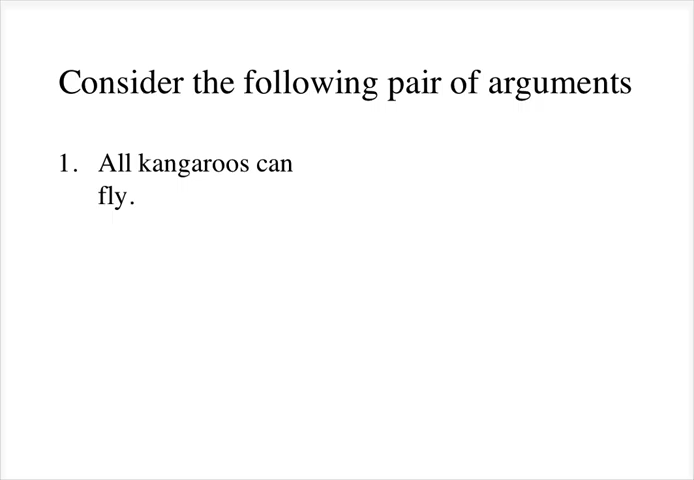 Consider the following pair of arguments
1. All kangaroos can
fly.